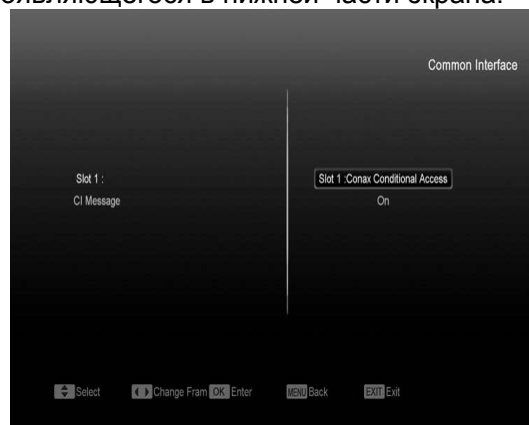 оявляющегося в нижней части экрана.
Common Interface
Slot 1 : Slot 1 :Conax Conditional Access
CI Message On
Select Change Fram OK Enter MENU Back EXIT Exit